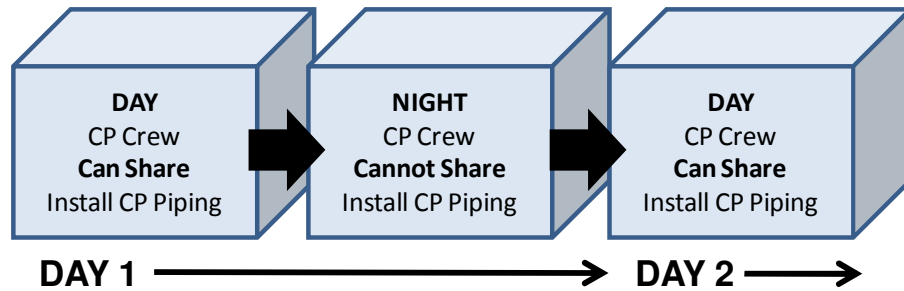 DAY
CP Crew
Can Share
Install CP Piping
NIGHT
CP Crew
Cannot Share
Install CP Piping
DAY
CP Crew
Can Share
Install CP Piping
DAY 1
DAY 2